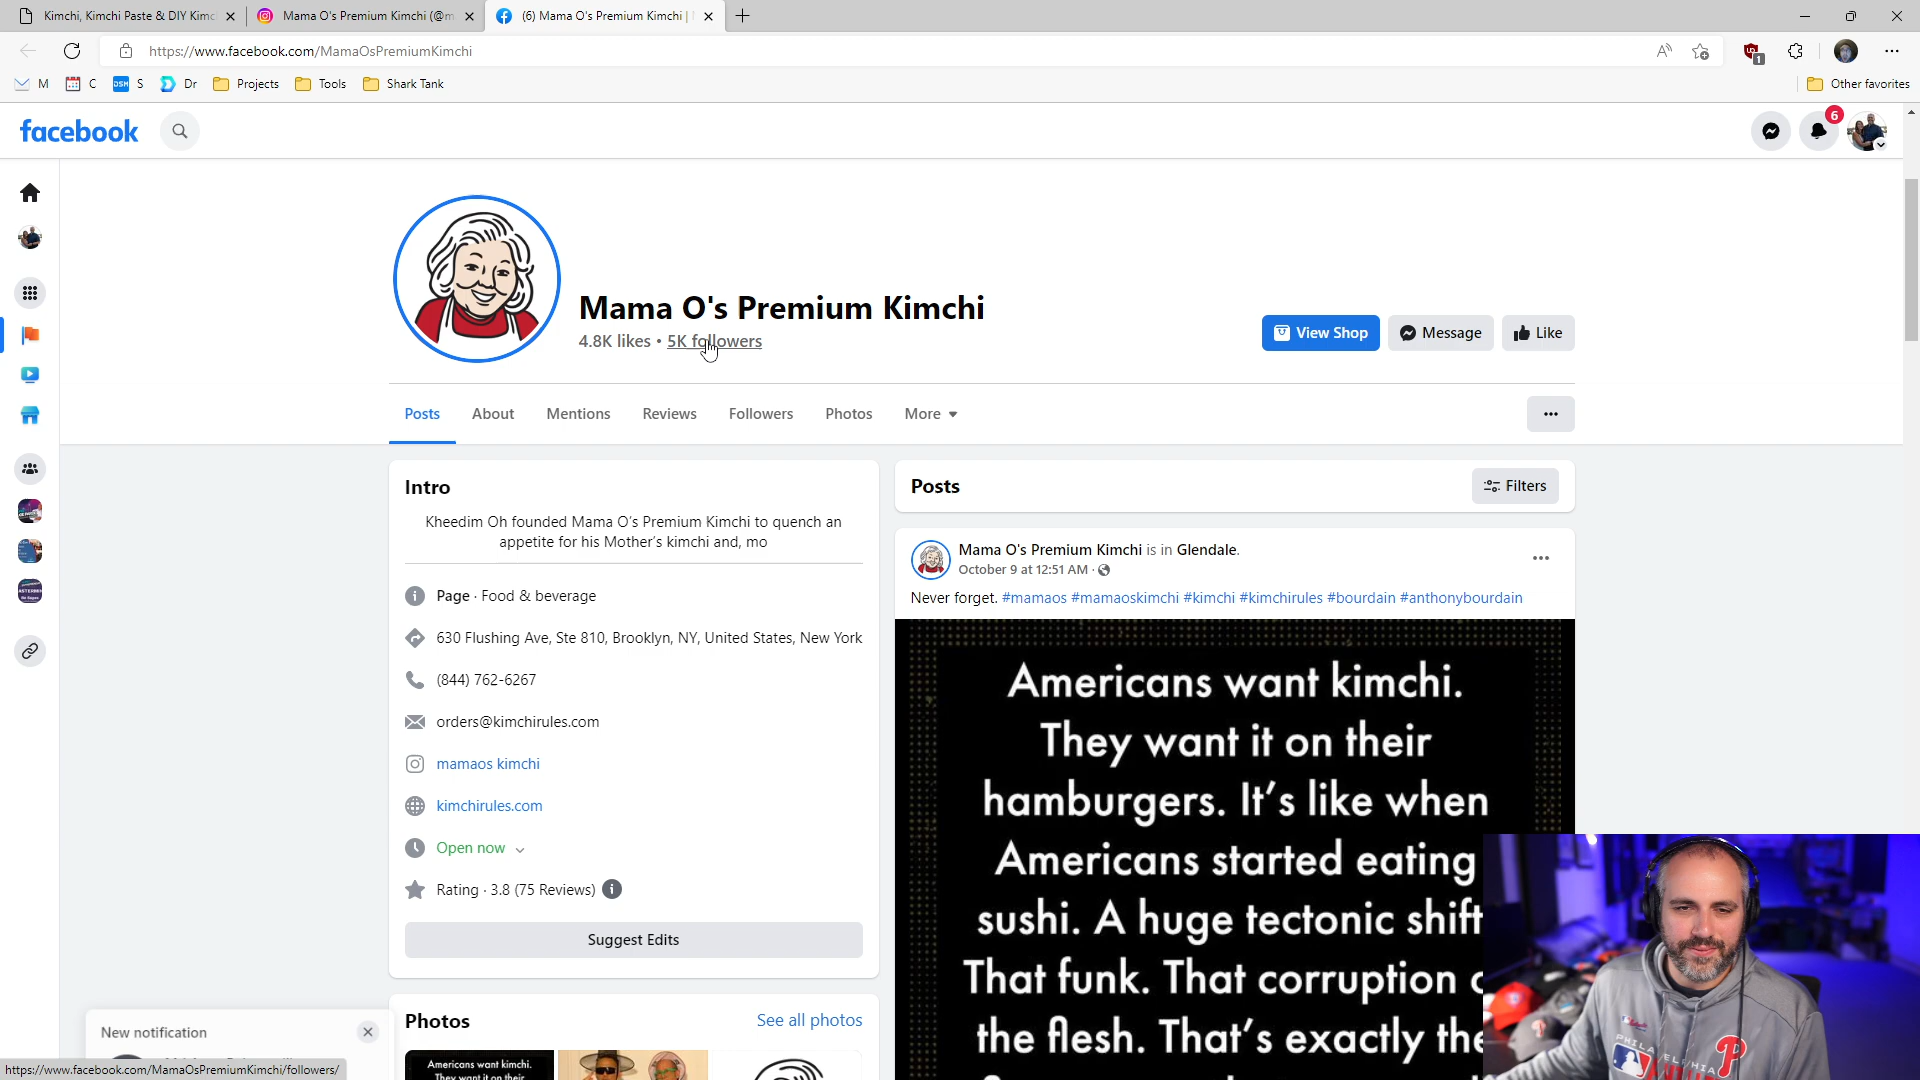 Kimchi, Kimchi Paste & DIY Kimc
Mama O's Premium Kimchi (@m
(6) Mama O's Premium Kimchi |
https://www.facebook.com/MamaOsPremiumKimchi
1
M
C
DSM S
Dr
Projects
Tools
Shark Tank
Other favorites
facebook
6
Mama O's Premium Kimchi
4.8K likes • 5K followers
View Shop
Message
Like
Posts
About
Mentions
Reviews
Followers
Photos
More
Intro
Kheedim Oh founded Mama O's Premium Kimchi to quench an
appetite for his Mother's kimchi and, mo
Page · Food & beverage
630 Flushing Ave, Ste 810, Brooklyn, NY, United States, New York
(844) 762-6267
orders@kimchirules.com
mamaos kimchi
kimchirules.com
Open now
Rating · 3.8 (75 Reviews)
Suggest Edits
Photos
See all photos
Americans want kimchi.
They want it on their
Posts
Filters
Mama O's Premium Kimchi is in Glendale.
October 9 at 12:51 AM ·
Never forget. #mamaos #mamaoskimchi #kimchi #kimchirules #bourdain #anthonybourdain
Americans want kimchi.
They want it on their
hamburgers. It's like when
Americans started eating
sushi. A huge tectonic shift
That funk. That corruption
the flesh. That's exactly the
New notification
https://www.facebook.com/MamaOsPremiumKimchi/followers/
P